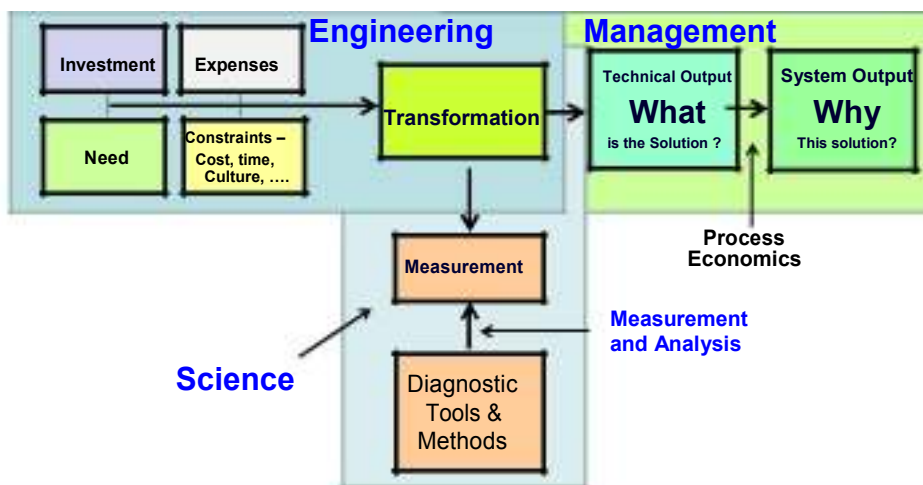 Engineering
Management
Investment
Expenses
Need
Constraints –
Cost, time,
Culture, ....
Transformation
Technical Output
What
is the Solution ?
System Output
Why
This solution?
Process
Economics
Measurement
Measurement
and Analysis
Science
Diagnostic
Tools &
Methods